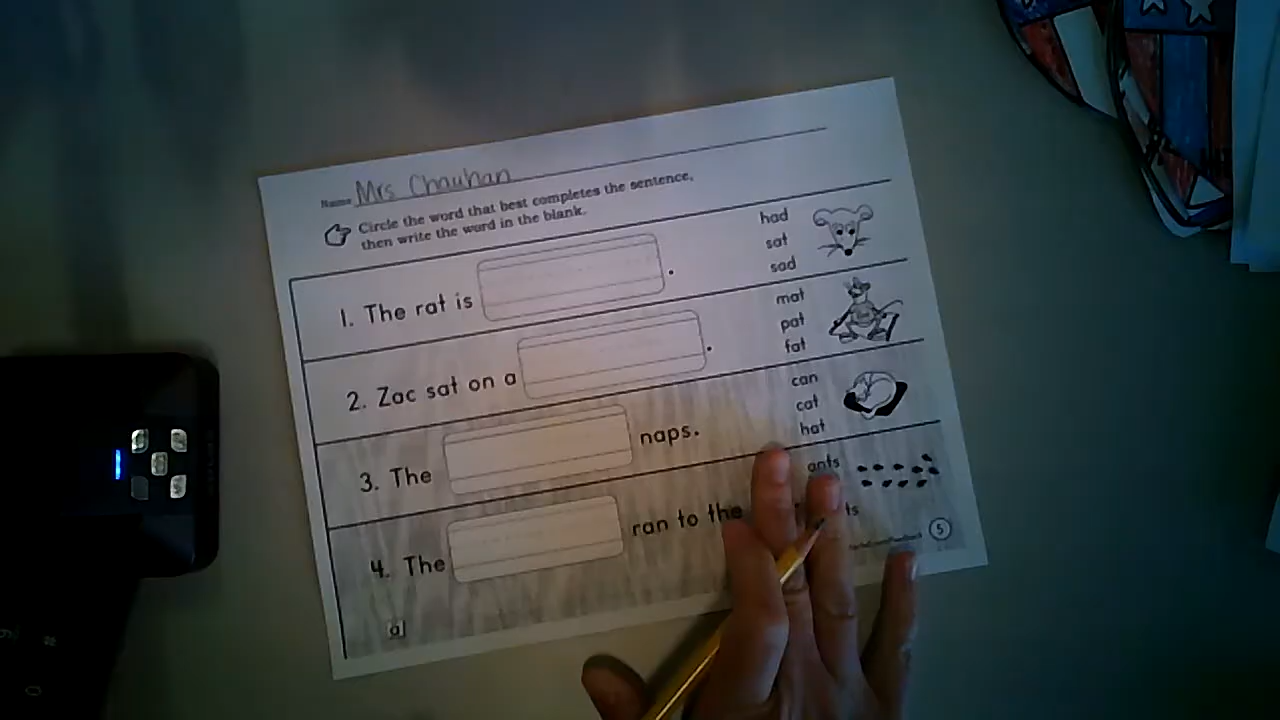 Name Mrs Chauhan
Circle the word that best completes the sentence,
then write the word in the blank.
1. The rat is .
had
sat
sad
2. Zac sat on a .
mat
pat
fat
3. The naps.
can
cat
hat
4. The ran to the
ants
ts
5
a